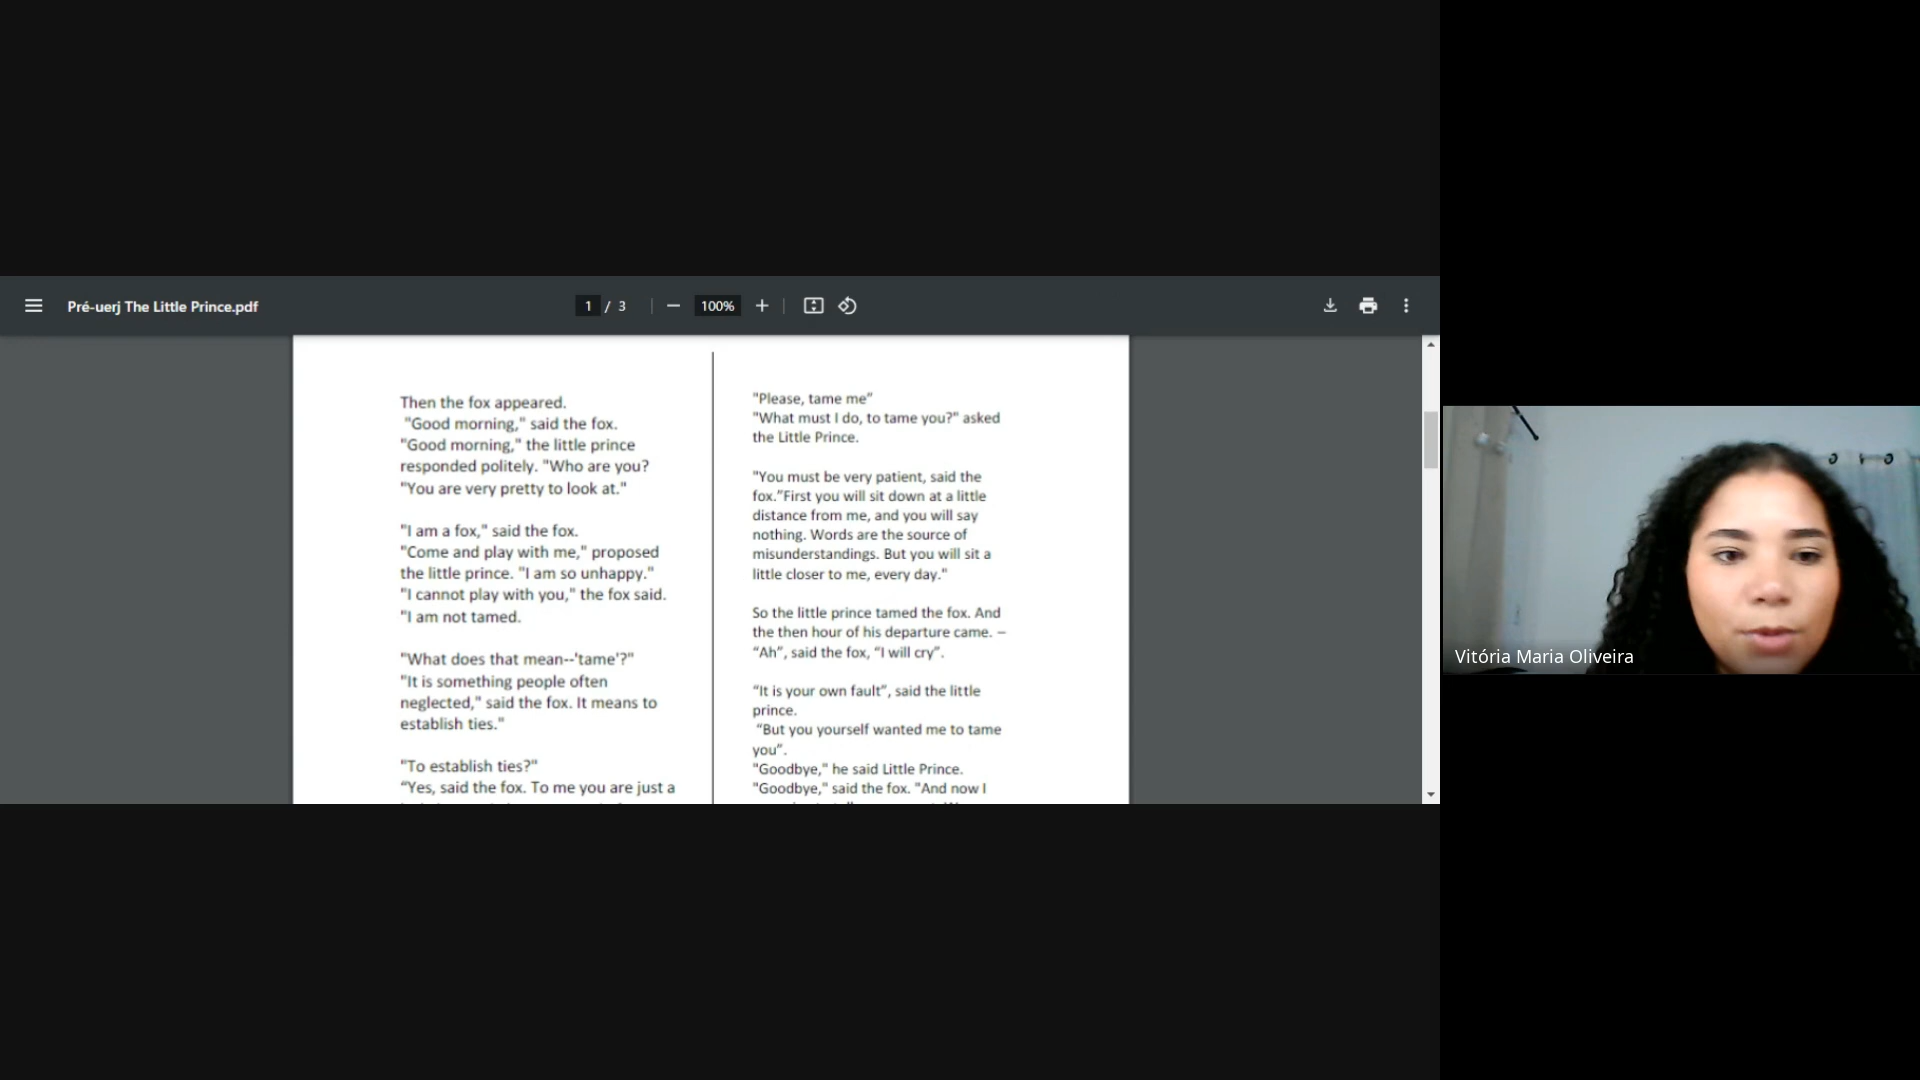 Pré-uerj The Little Prince.pdf
1 / 3
100%
Then the fox appeared.
"Good morning," said the fox.
"Good morning," the little prince
responded politely. "Who are you?
"You are very pretty to look at."
"I am a fox," said the fox.
"Come and play with me," proposed
the little prince. "I am so unhappy."
"I cannot play with you," the fox said.
"I am not tamed.
"What does that mean--'tame'?"
"It is something people often
neglected," said the fox. It means to
establish ties."
"To establish ties?"
“Yes, said the fox. To me you are just a
"Please, tame me”
"What must I do, to tame you?" asked
the Little Prince.
"You must be very patient, said the
fox.”First you will sit down at a little
distance from me, and you will say
nothing. Words are the source of
misunderstandings. But you will sit a
little closer to me, every day."
So the little prince tamed the fox. And
the then hour of his departure came. –
“Ah”, said the fox, “I will cry”.
“It is your own fault”, said the little
prince.
“But you yourself wanted me to tame
you”.
"Goodbye," he said Little Prince.
"Goodbye," said the fox. "And now I
Vitória Maria Oliveira